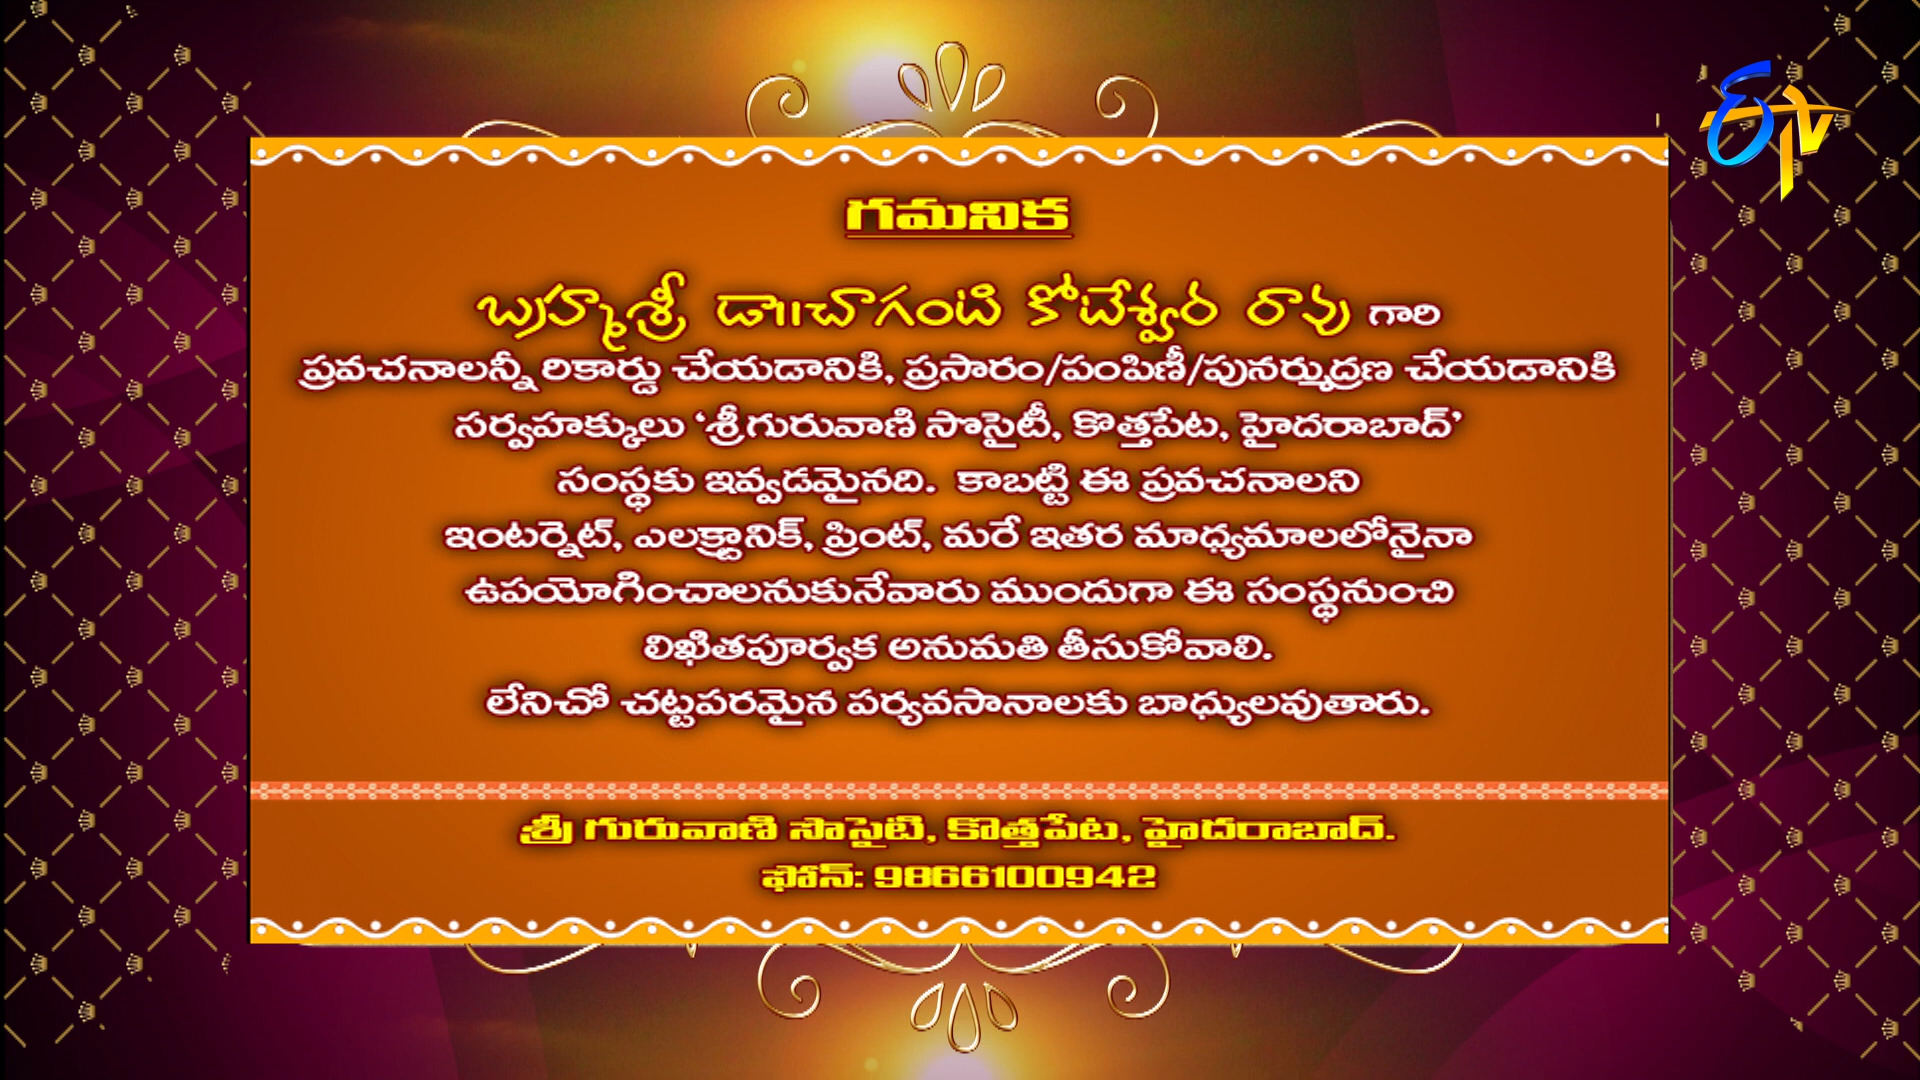 ఈtv
గమనిక
బ్రహ్మశ్రీ డా॥చాగంటి కోటేశ్వర రావు గారి
ప్రవచనాలన్నీ రికార్డు చేయడానికి, ప్రసారం/పంపిణీ/పునర్ముద్రణ చేయడానికి
సర్వహక్కులు ‘శ్రీగురువాణి సొసైటీ, కొత్తపేట, హైదరాబాద్’
సంస్థకు ఇవ్వడమైనది. కాబట్టి ఈ ప్రవచనాలని
ఇంటర్నెట్, ఎలక్ట్రానిక్, ప్రింట్, మరే ఇతర మాధ్యమాలలోనైనా
ఉపయోగించాలనుకునేవారు ముందుగా ఈ సంస్థనుంచి
లిఖితపూర్వక అనుమతి తీసుకోవాలి.
లేనిచో చట్టపరమైన పర్యవసానాలకు బాధ్యులవుతారు.
శ్రీ గురువాణి సొసైటి, కొత్తపేట, హైదరాబాద్.
ఫోన్: 9866100942